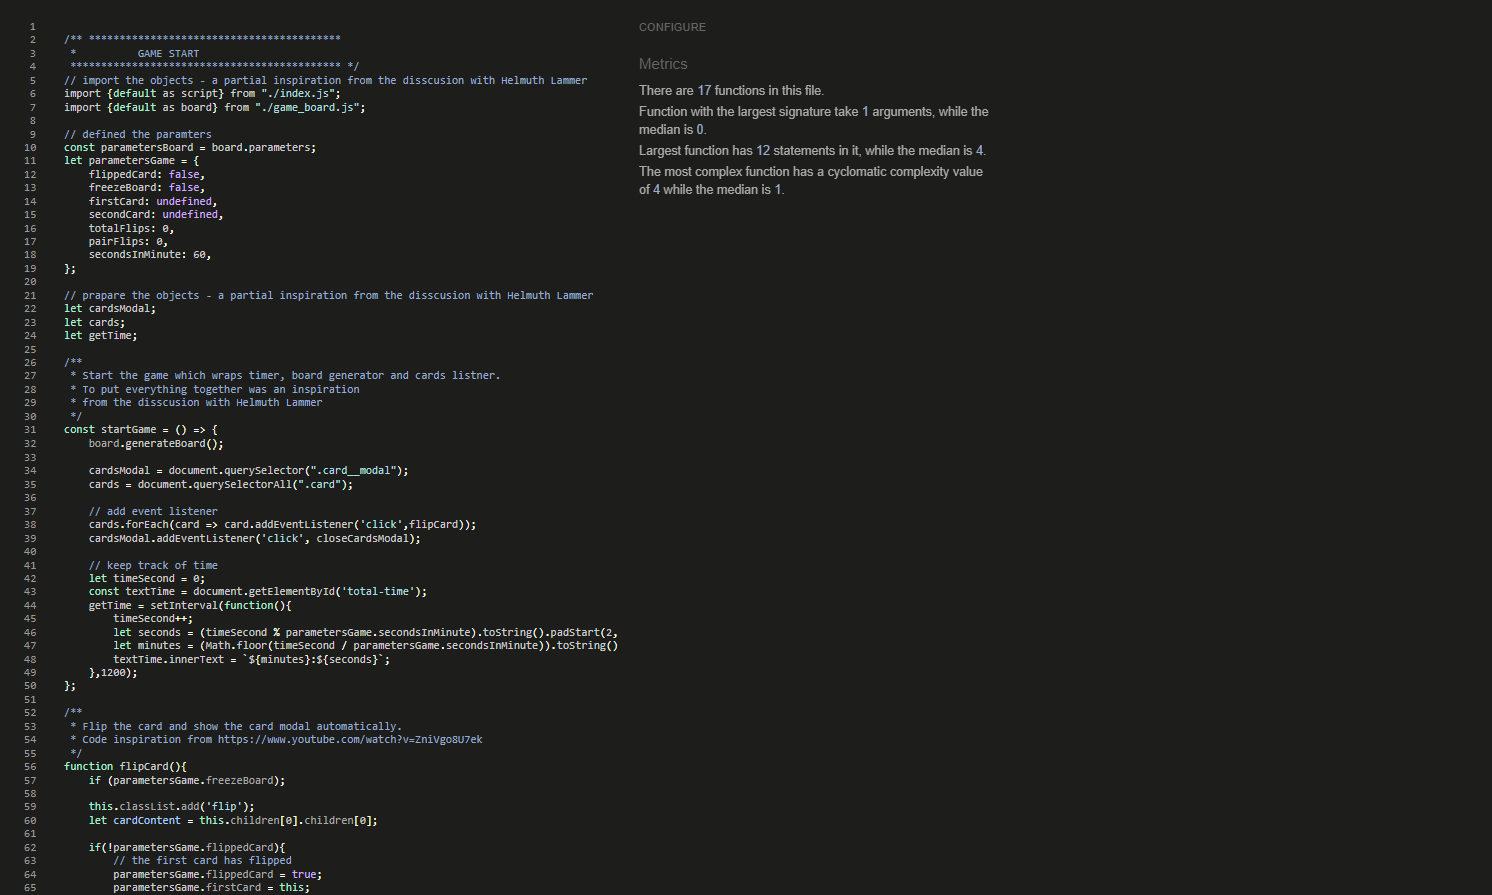 1
2 /** *****************************************
3 * GAME START
4 ******************************************** */
5 // import the objects - a partial inspiration from the disscusion with Helmuth Lammer
6 import {default as script} from "./index.js";
7 import {default as board} from "./game_board.js";
8
9 // defined the paramters
10 const parametersBoard = board.parameters;
11 let parametersGame = {
12 flippedCard: false,
13 freezeBoard: false,
14 firstCard: undefined,
15 secondCard: undefined,
16 totalFlips: 0,
17 pairFlips: 0,
18 secondsInMinute: 60,
19 };
20
21 // prapare the objects - a partial inspiration from the disscusion with Helmuth Lammer
22 let cardsModal;
23 let cards;
24 let getTime;
25
26 /**
27 * Start the game which wraps timer, board generator and cards listner.
28 * To put everything together was an inspiration
29 * from the disscusion with Helmuth Lammer
30 */
31 const startGame = () => {
32 board.generateBoard();
33
34 cardsModal = document.querySelector(".card__modal");
35 cards = document.querySelectorAll(".card");
36
37 // add event listener
38 cards.forEach(card => card.addEventListener('click',flipCard));
39 cardsModal.addEventListener('click', closeCardsModal);
40
41 // keep track of time
42 let timeSecond = 0;
43 const textTime = document.getElementById('total-time');
44 getTime = setInterval(function(){
45 timeSecond++;
46 let seconds = (timeSecond % parametersGame.secondsInMinute).toString().padStart(2,
47 let minutes = (Math.floor(timeSecond / parametersGame.secondsInMinute)).toString()
48 textTime.innerText = `${minutes}:${seconds}`;
49 },1200);
50 };
51
52 /**
53 * Flip the card and show the card modal automatically.
54 * Code inspiration from https://www.youtube.com/watch?v=ZniVgo8U7ek
55 */
56 function flipCard(){
57 if (parametersGame.freezeBoard);
58
59 this.classList.add('flip');
60 let cardContent = this.children[0].children[0];
61
62 if(!parametersGame.flippedCard){
63 // the first card has flipped
64 parametersGame.flippedCard = true;
65 parametersGame.firstCard = this;
CONFIGURE
Metrics
There are 17 functions in this file.
Function with the largest signature take 1 arguments, while the
median is 0.
Largest function has 12 statements in it, while the median is 4.
The most complex function has a cyclomatic complexity value
of 4 while the median is 1.